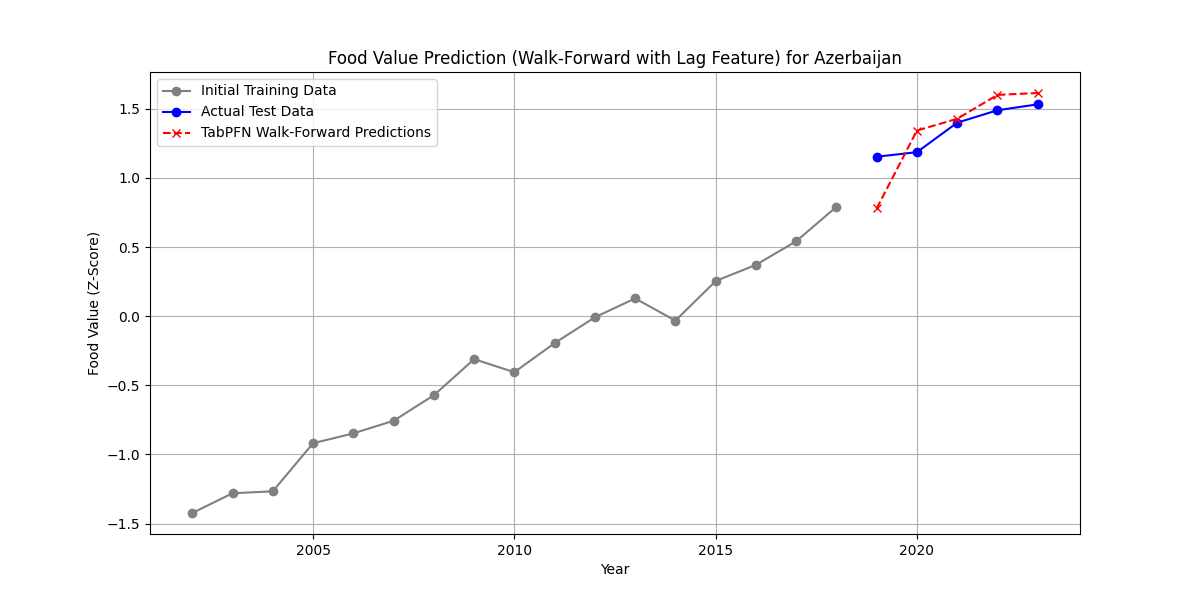 Food Value Prediction (Walk-Forward with Lag Feature) for Azerbaijan
Initial Training Data
Actual Test Data
TabPFN Walk-Forward Predictions
Food Value (Z-Score)
1.5
1.0
0.5
0.0
−0.5
−1.0
−1.5
2005 2010 2015 2020
Year